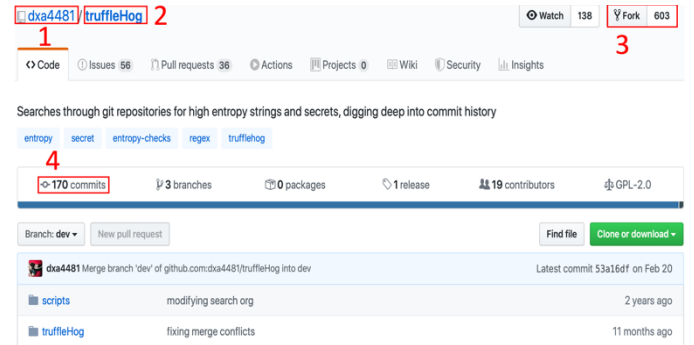 dxa4481 / truffleHog 2 Watch 138 Fork 603
1 3
Code Issues 56 Pull requests 36 Actions Projects 0 Wiki Security Insights
Searches through git repositories for high entropy strings and secrets, digging deep into commit history
entropy secret entropy-checks regex trufflehog
4
170 commits 3 branches 0 packages 1 release 19 contributors GPL-2.0
Branch: dev New pull request Find file Clone or download
dxa4481 Merge branch 'dev' of github.com:dxa4481/truffleHog into dev Latest commit 53a16df on Feb 20
scripts modifying search org 2 years ago
truffleHog fixing merge conflicts 11 months ago